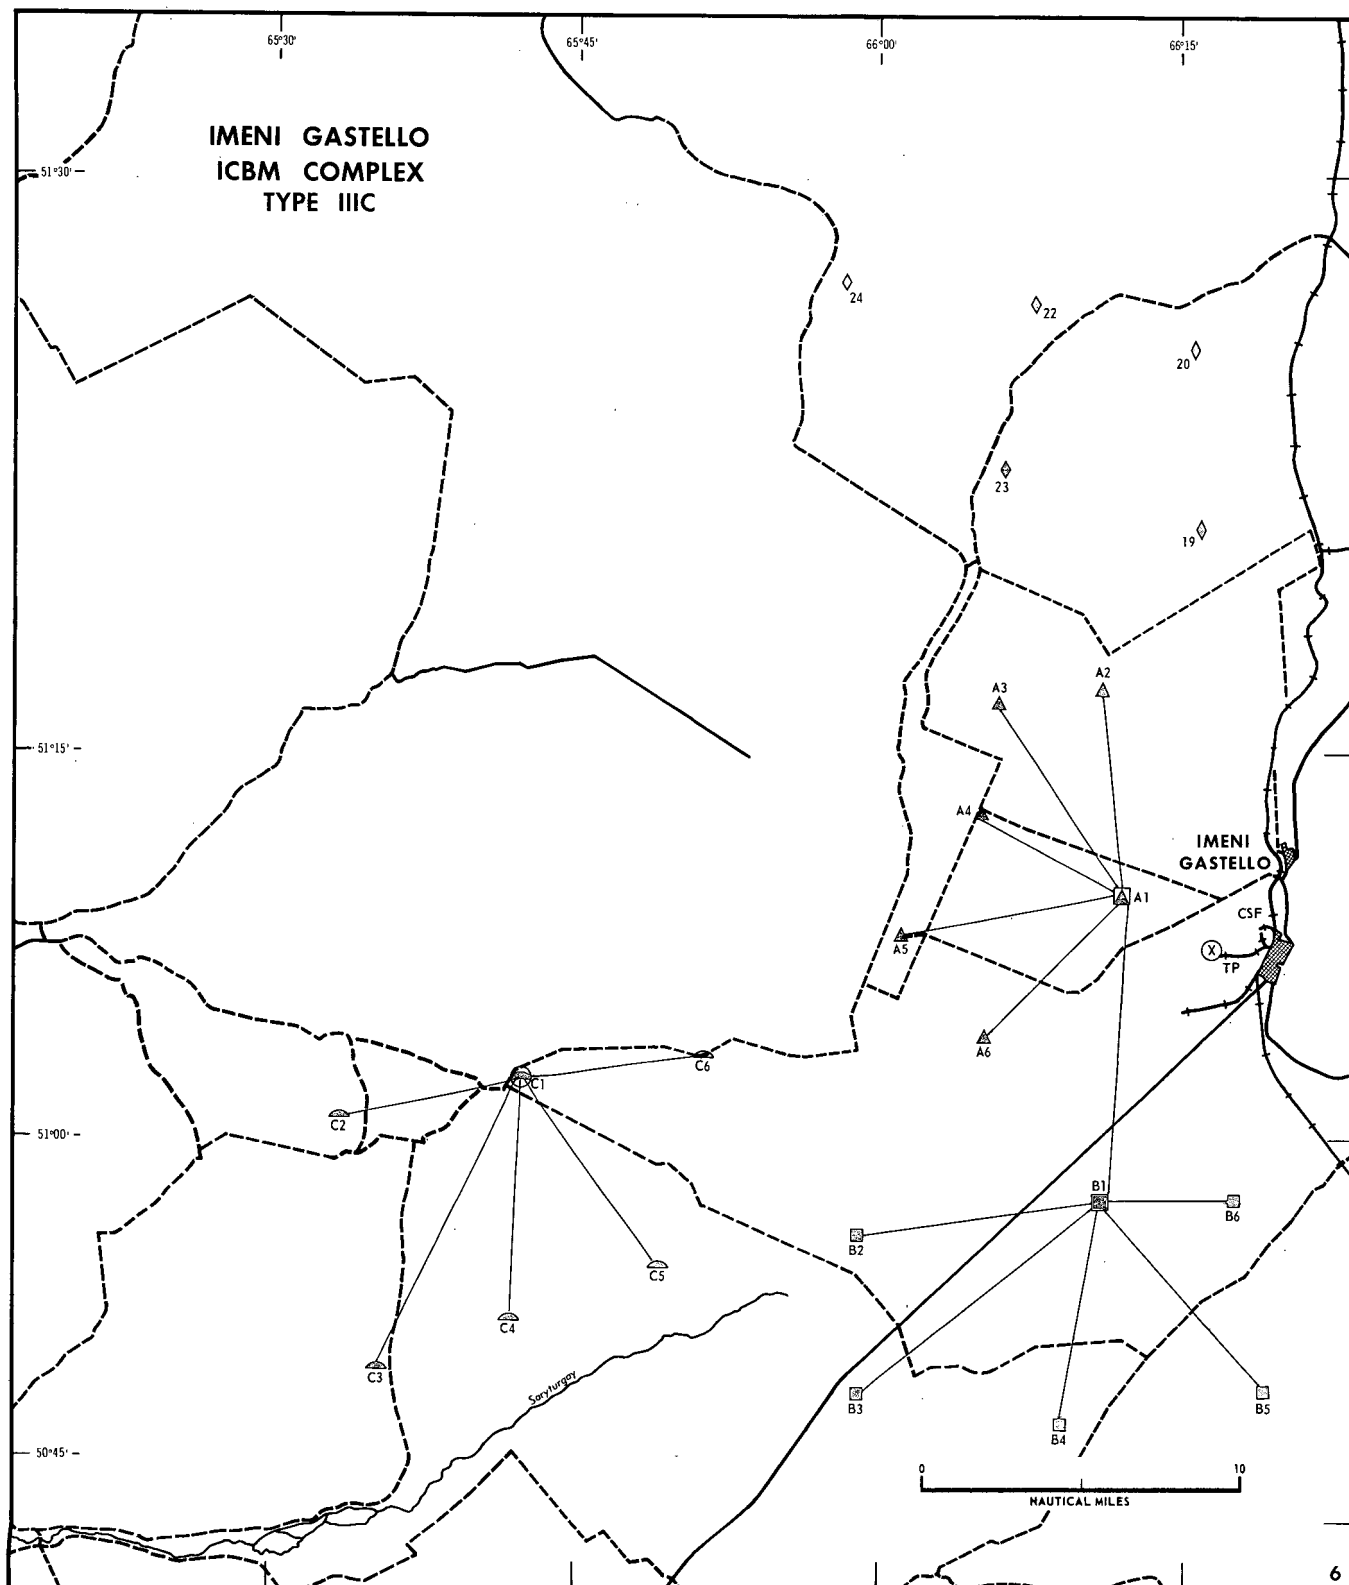 65°30'
65°45'
66°00'
66°15'
IMENI GASTELLO
ICBM COMPLEX
TYPE IIIC
51°30'
24
22
20
23
19
A2
A3
51°15'
A4
IMENI
GASTELLO
A1
CSF
X
A5
TP
A6
C6
C1
C2
51°00'
B1
B6
B2
C5
C4
C3
Saryturgay
B3
B5
B4
50°45'
0 10
NAUTICAL MILES
6